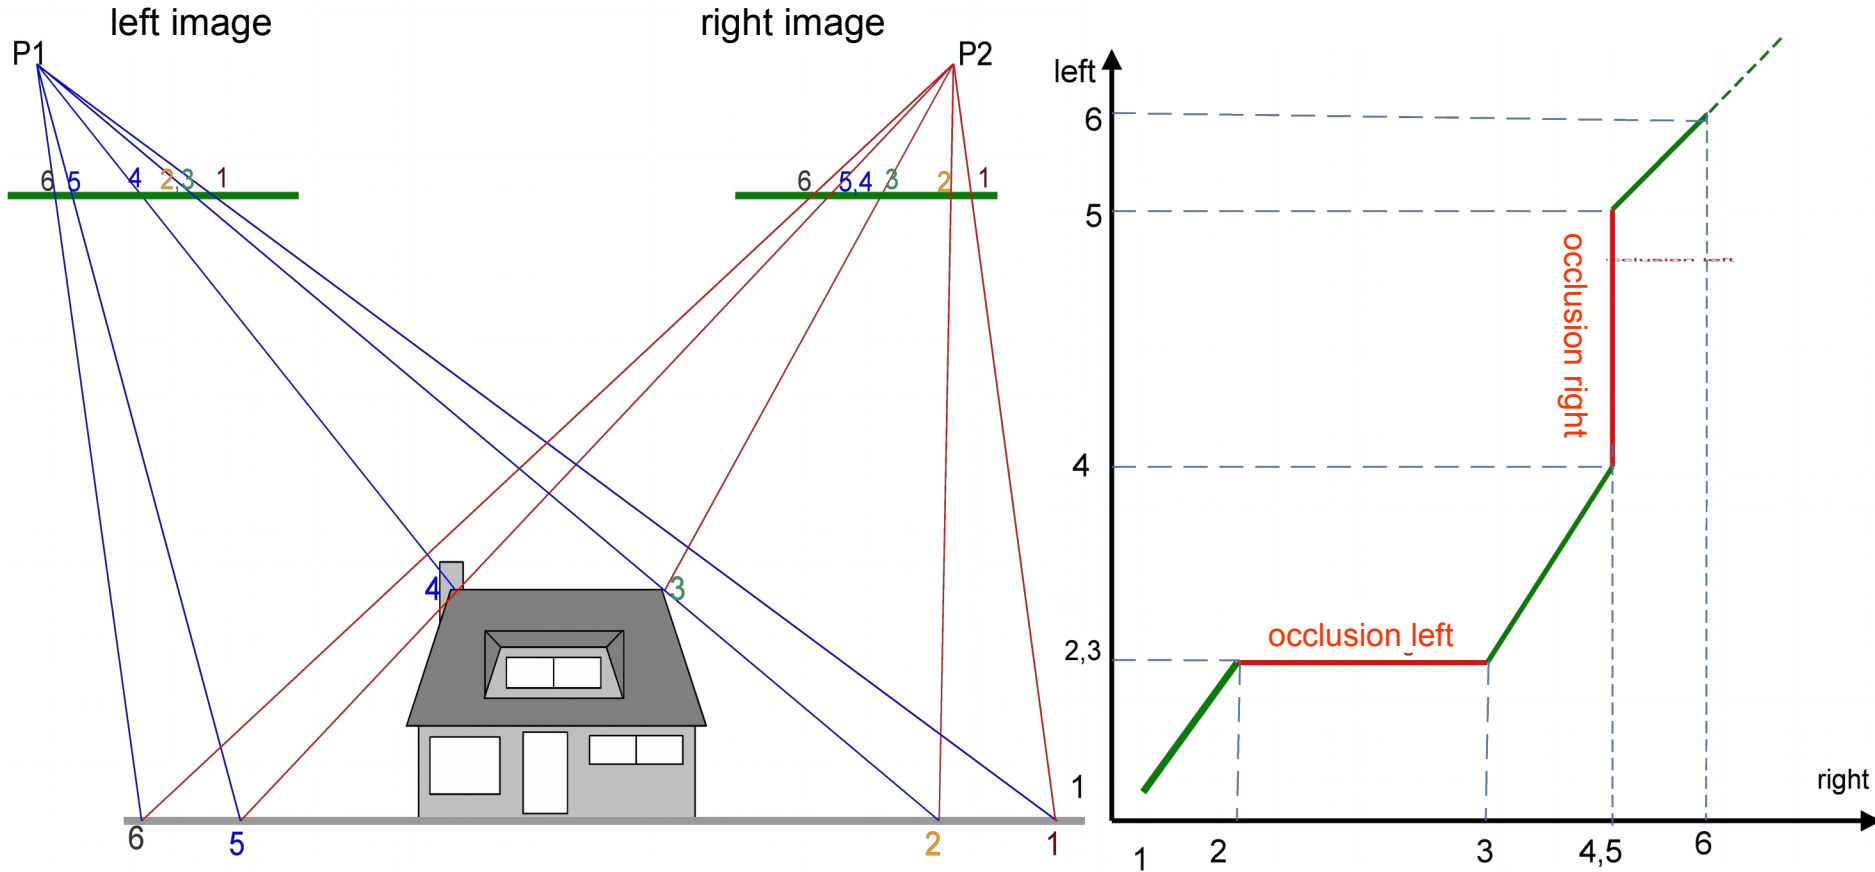 left image
right image
P1
P2
6 5 4 2,3 1
6 5,4 3 2 1
4
3
6 5 2 1
left
6
5
4
2,3
1
occlusion right
occlusion left
right
1 2 3 4,5 6